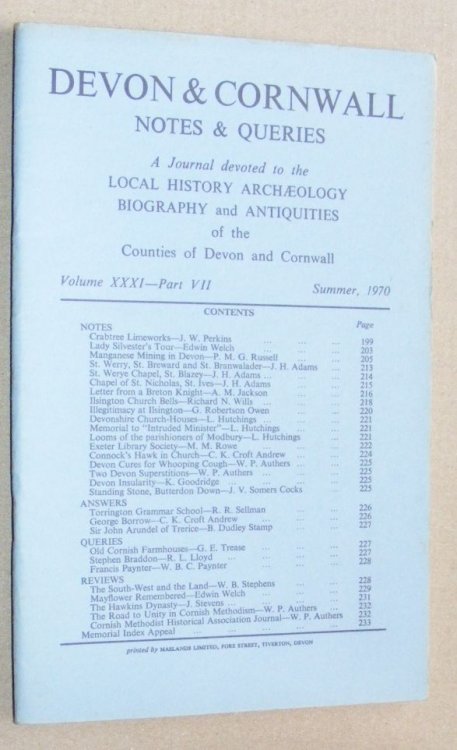 DEVON & CORNWALL
NOTES & QUERIES
A Journal devoted to the
LOCAL HISTORY ARCHÆOLOGY
BIOGRAPHY and ANTIQUITIES
of the
Counties of Devon and Cornwall
Volume XXXI—Part VII Summer, 1970
CONTENTS
NOTES Page
Crabtree Limeworks—J. W. Perkins ... ... ... 199
Lady Silvester's Tour—Edwin Welch ... ... ... 203
Manganese Mining in Devon—P. M. G. Russell ... ... 205
St. Werry, St. Breward and St. Branwalader—J. H. Adams ... 213
St. Werye Chapel, St. Blazey—J. H. Adams ... ... ... 214
Chapel of St. Nicholas, St. Ives—J. H. Adams ... ... 215
Letter from a Breton Knight—A. M. Jackson ... ... 216
Ilsington Church Bells—Richard N. Wills ... ... ... 218
Illegitimacy at Ilsington—G. Robertson Owen ... ... 220
Devonshire Church-Houses—L. Hutchings ... ... ... 221
Memorial to "Intruded Minister"—L. Hutchings ... ... 221
Looms of the parishioners of Modbury—L. Hutchings ... 221
Exeter Library Society—M. M. Rowe ... ... ... 222
Connock's Hawk in Church—C. K. Croft Andrew ... ... 224
Devon Cures for Whooping Cough—W. P. Authers ... ... 225
Two Devon Superstitions—W. P. Authers ... ... ... 225
Devon Insularity—K. Goodridge ... ... ... ... 225
Standing Stone, Butterdon Down—J. V. Somers Cocks ... 225
ANSWERS
Torrington Grammar School—R. R. Sellman ... ... 226
George Borrow—C. K. Croft Andrew ... ... ... 226
Sir John Arundel of Trerice—B. Dudley Stamp ... ... 227
QUERIES
Old Cornish Farmhouses—G. E. Trease ... ... ... 227
Stephen Braddon—R. L. Lloyd ... ... ... ... 227
Francis Paynter—W. B. C. Paynter ... ... ... 228
REVIEWS
The South-West and the Land—W. B. Stephens ... ... 228
Mayflower Remembered—Edwin Welch ... ... ... 229
The Hawkins Dynasty—J. Stevens ... ... ... ... 231
The Road to Unity in Cornish Methodism—W. P. Authers ... 232
Cornish Methodist Historical Association Journal—W. P. Authers 232
Memorial Index Appeal ... ... ... ... ... 233
printed by MASLANDS LIMITED, FORE STREET, TIVERTON, DEVON